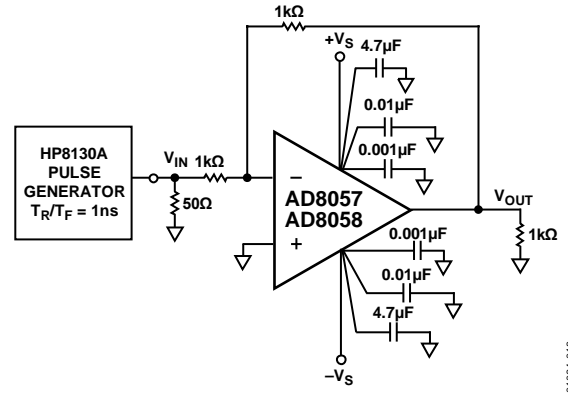 1kΩ
+VS
4.7µF
0.01µF
0.001µF
HP8130A
PULSE
GENERATOR
TR/TF = 1ns
VIN
1kΩ
50Ω
−
+
AD8057
AD8058
VOUT
1kΩ
0.001µF
0.01µF
4.7µF
−VS